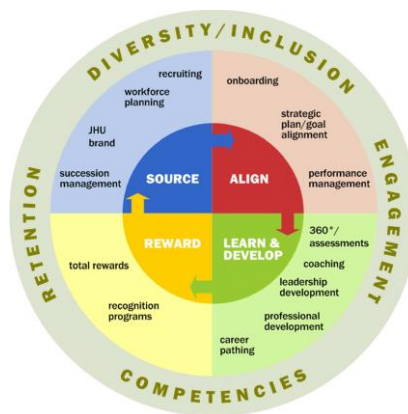 DIVERSITY/INCLUSION
ENGAGEMENT
COMPETENCIES
RETENTION
recruiting
workforce
planning
JHU
brand
succession
management
SOURCE
onboarding
strategic
plan/goal
alignment
performance
management
ALIGN
360°/
assessments
coaching
leadership
development
professional
development
career
pathing
LEARN &
DEVELOP
total rewards
recognition
programs
REWARD